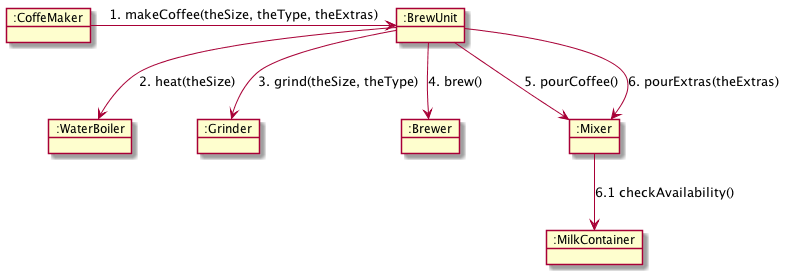 :CoffeMaker
1. makeCoffee(theSize, theType, theExtras)
:BrewUnit
2. heat(theSize)
3. grind(theSize, theType)
4. brew()
5. pourCoffee()
6. pourExtras(theExtras)
:WaterBoiler
:Grinder
:Brewer
:Mixer
6.1 checkAvailability()
:MilkContainer